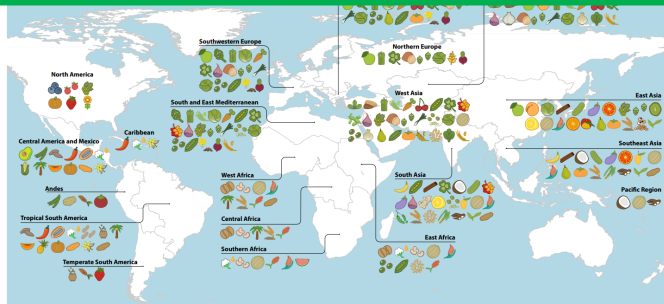 Southwestern Europe
Northern Europe
North America
West Asia
East Asia
South and East Mediterranean
Caribbean
Central America and Mexico
Southeast Asia
West Africa
South Asia
Andes
Pacific Region
Tropical South America
Central Africa
East Africa
Southern Africa
Temperate South America